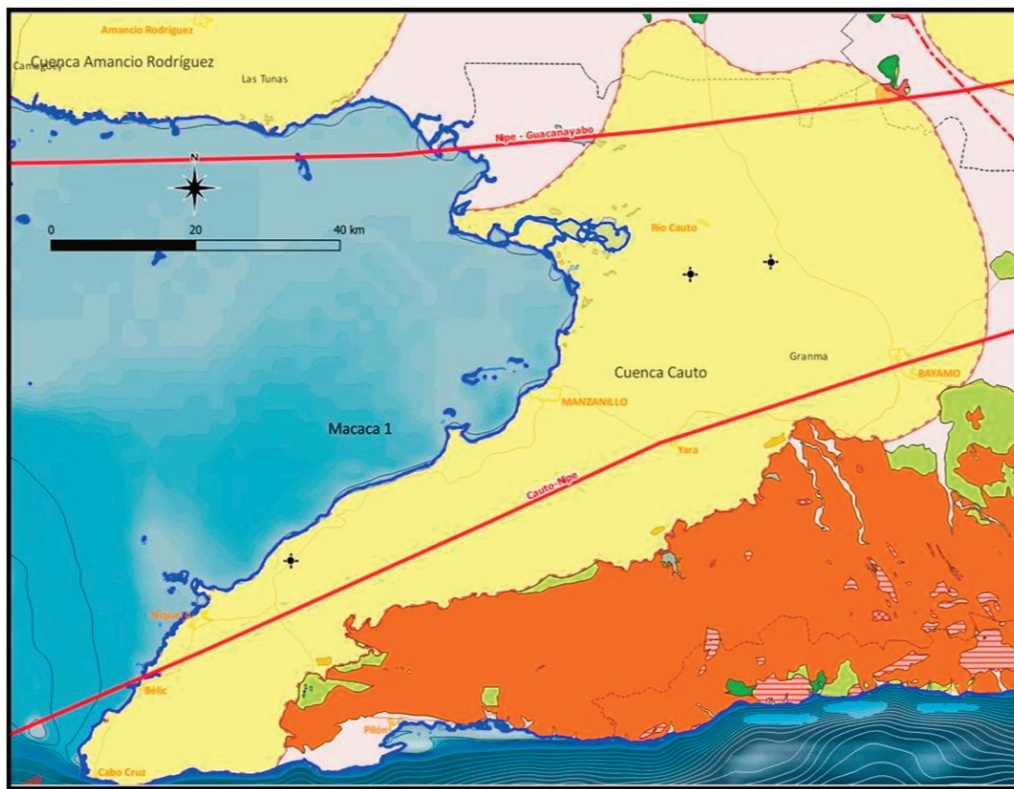 Amancio Rodríguez
Cuenca Amancio Rodríguez
Camagüey
Las Tunas
Nipe - Guacanayabo
N
0 20 40 km
Río Cauto
Cuenca Cauto
Granma
BAYAMO
MANZANILLO
Macaca 1
Yara
Cauto-Nipe
Niquero
Bélic
Pilón
Cabo Cruz